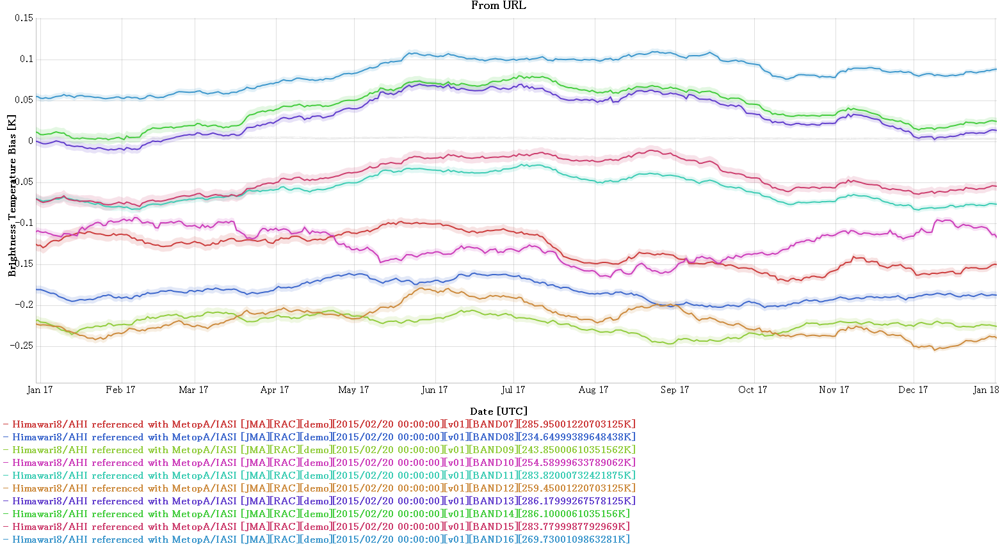 From URL
0.15
0.1
0.05
0
-0.05
-0.1
-0.15
-0.2
-0.25
Brightness Temperature Bias [K]
Jan 17 Feb 17 Mar 17 Apr 17 May 17 Jun 17 Jul 17 Aug 17 Sep 17 Oct 17 Nov 17 Dec 17 Jan 18
Date [UTC]
- Himawari8/AHI referenced with MetopA/IASI [JMA][RAC][demo][2015/02/20 00:00:00][v01][BAND07][285.95001220703125K]
- Himawari8/AHI referenced with MetopA/IASI [JMA][RAC][demo][2015/02/20 00:00:00][v01][BAND08][234.64999389648438K]
- Himawari8/AHI referenced with MetopA/IASI [JMA][RAC][demo][2015/02/20 00:00:00][v01][BAND09][243.85000610351562K]
- Himawari8/AHI referenced with MetopA/IASI [JMA][RAC][demo][2015/02/20 00:00:00][v01][BAND10][254.58999633789062K]
- Himawari8/AHI referenced with MetopA/IASI [JMA][RAC][demo][2015/02/20 00:00:00][v01][BAND11][283.82000732421875K]
- Himawari8/AHI referenced with MetopA/IASI [JMA][RAC][demo][2015/02/20 00:00:00][v01][BAND12][259.45001220703125K]
- Himawari8/AHI referenced with MetopA/IASI [JMA][RAC][demo][2015/02/20 00:00:00][v01][BAND13][286.17999267578125K]
- Himawari8/AHI referenced with MetopA/IASI [JMA][RAC][demo][2015/02/20 00:00:00][v01][BAND14][286.1000061035156K]
- Himawari8/AHI referenced with MetopA/IASI [JMA][RAC][demo][2015/02/20 00:00:00][v01][BAND15][283.7799987792969K]
- Himawari8/AHI referenced with MetopA/IASI [JMA][RAC][demo][2015/02/20 00:00:00][v01][BAND16][269.7300109863281K]